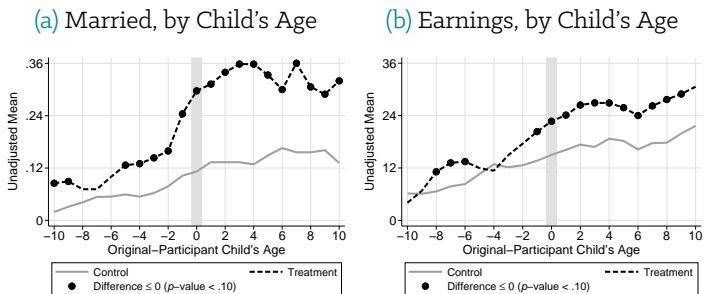 (a) Married, by Child's Age
.36
.24
.12
0
Unadjusted Mean
−10 −8 −6 −4 −2 0 2 4 6 8 10
Original−Participant Child's Age
Control Treatment
Difference ≤ 0 (p−value < .10)
(b) Earnings, by Child's Age
.36
.24
.12
0
Unadjusted Mean
−10 −8 −6 −4 −2 0 2 4 6 8 10
Original−Participant Child's Age
Control Treatment
Difference ≤ 0 (p−value < .10)